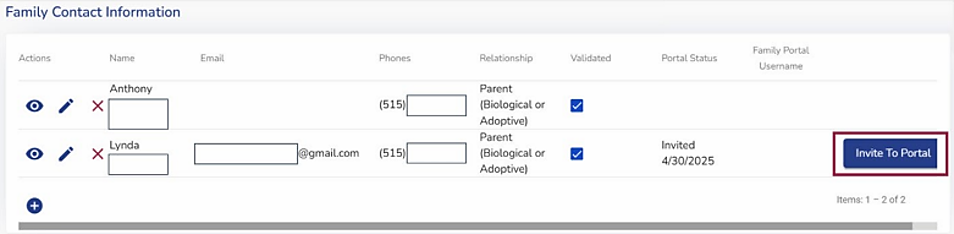 Family Contact Information
Actions Name Email Phones Relationship Validated Portal Status Family Portal
Username
Anthony
(515)
Parent
(Biological or
Adoptive)
Lynda
@gmail.com
(515)
Parent
(Biological or
Adoptive)
Invited
4/30/2025
Invite To Portal
Items: 1 – 2 of 2